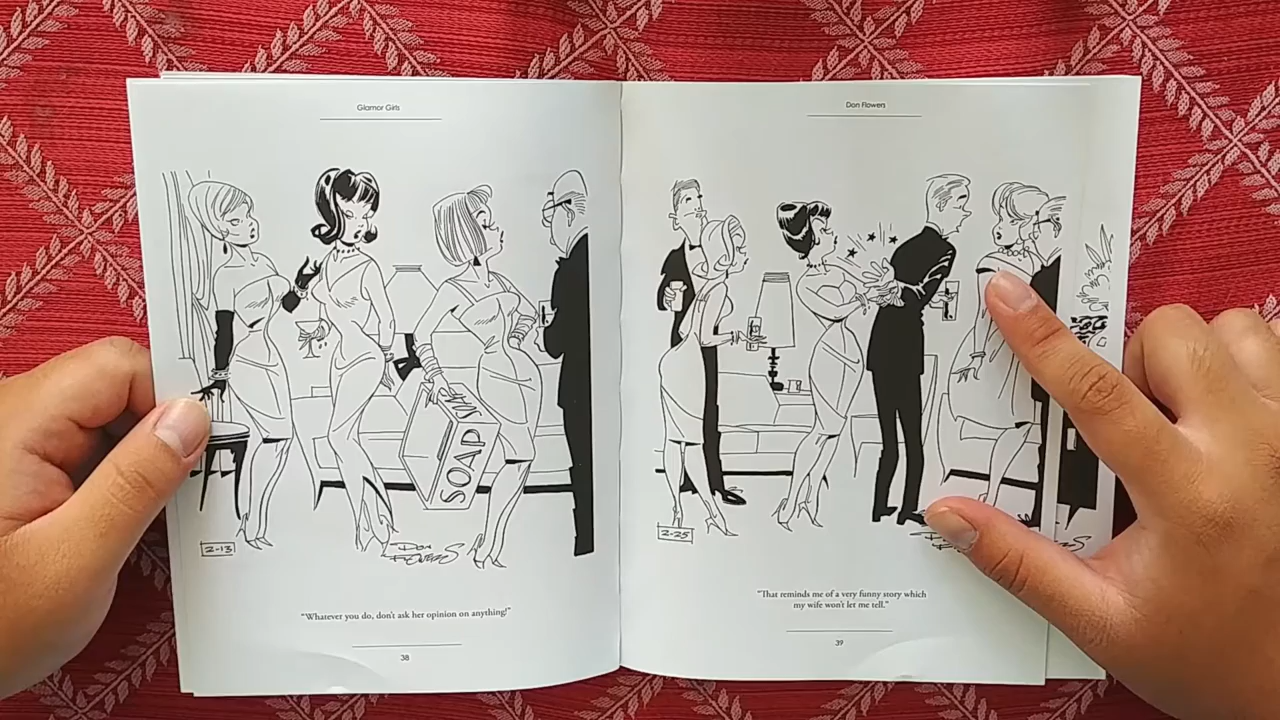 Glamor Girls
SOAP
2-13
DON
FLOWERS
“Whatever you do, don’t ask her opinion on anything!”
38
Don Flowers
2-25
“That reminds me of a very funny story which
my wife won’t let me tell.”
39